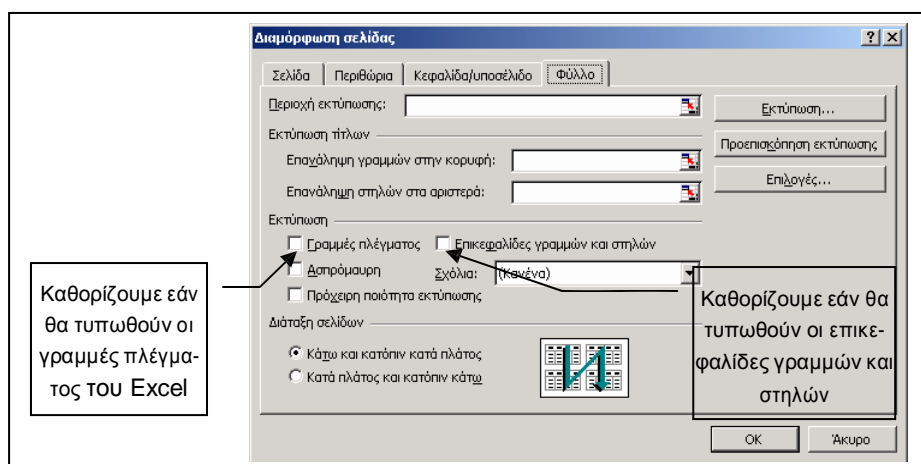 Διαμόρφωση σελίδας
Σελίδα Περιθώρια Κεφαλίδα/υποσέλιδο Φύλλο
Περιοχή εκτύπωσης:
Εκτύπωση...
Εκτύπωση τίτλων
Προεπισκόπηση εκτύπωσης
Επανάληψη γραμμών στην κορυφή:
Επιλογές...
Επανάληψη στηλών στα αριστερά:
Εκτύπωση
Γραμμές πλέγματος Επικεφαλίδες γραμμών και στηλών
Ασπρόμαυρη Σχόλια: (Κανένα)
Πρόχειρη ποιότητα εκτύπωσης
Διάταξη σελίδων
Κάτω και κατόπιν κατά πλάτος
Κατά πλάτος και κατόπιν κάτω
OK Άκυρο
Καθορίζουμε εάν
θα τυπωθούν οι
γραμμές πλέγμα-
τος του Excel
Καθορίζουμε εάν θα
τυπωθούν οι επικε-
φαλίδες γραμμών και
στηλών